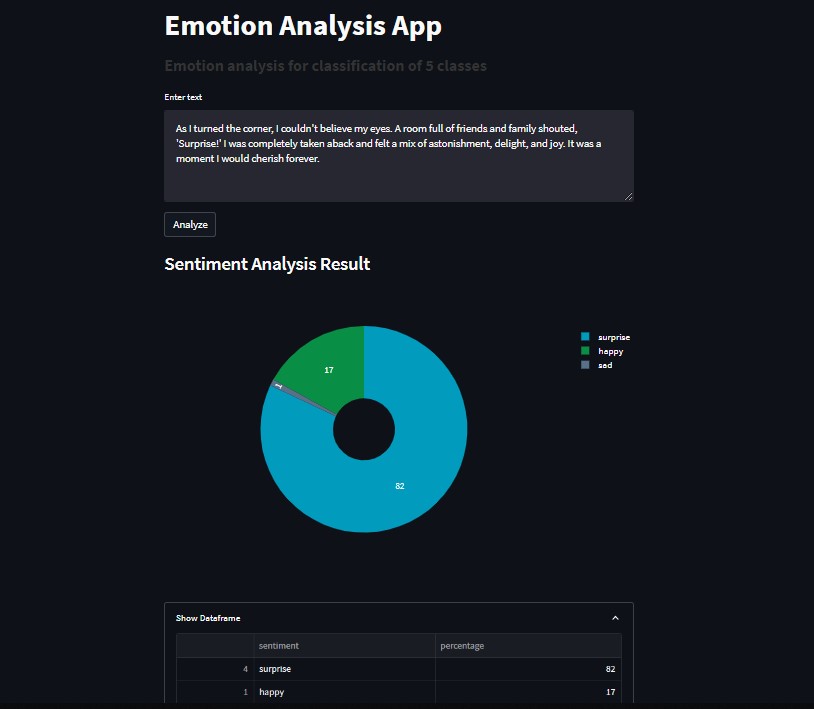 Emotion Analysis App
Emotion analysis for classification of 5 classes
Enter text
As I turned the corner, I couldn't believe my eyes. A room full of friends and family shouted,
'Surprise!' I was completely taken aback and felt a mix of astonishment, delight, and joy. It was a
moment I would cherish forever.
Analyze
Sentiment Analysis Result
surprise
happy
sad
17
1
82
Show Dataframe
sentiment percentage
4 surprise 82
1 happy 17